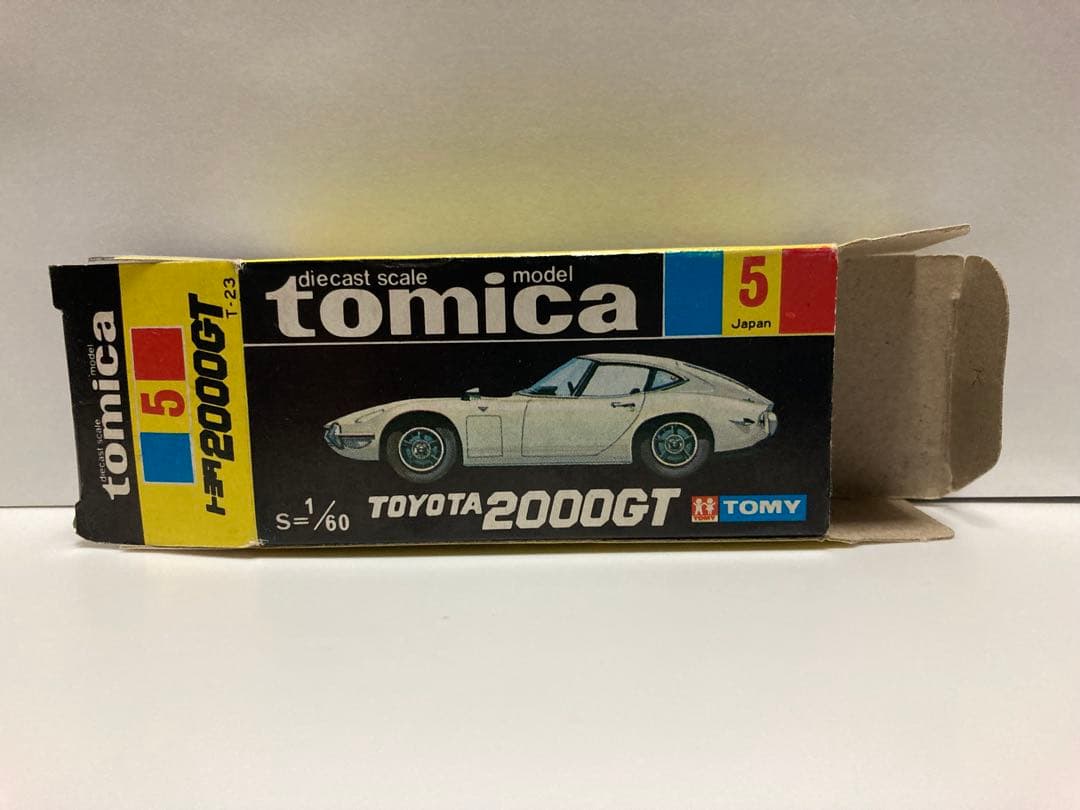 diecast scale model
tomica
5
トヨタ2000GT
T-23
diecast scale model
tomica
5
Japan
S=1/60
TOYOTA 2000GT
TOMY
TOMY